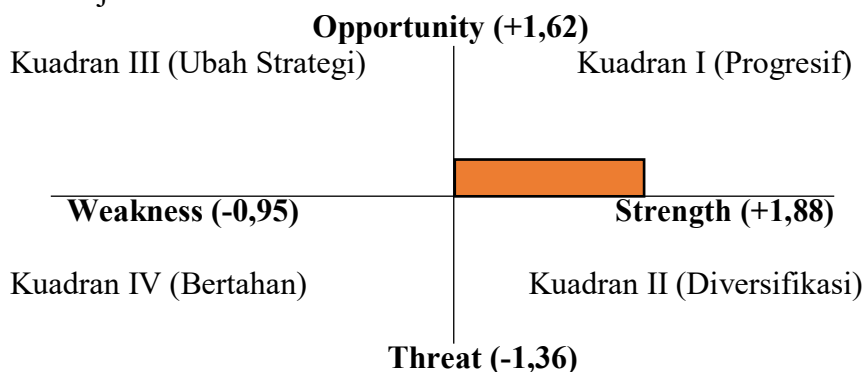 Opportunity (+1,62)
Kuadran III (Ubah Strategi) Kuadran I (Progresif)
Weakness (-0,95) Strength (+1,88)
Kuadran IV (Bertahan) Kuadran II (Diversifikasi)
Threat (-1,36)